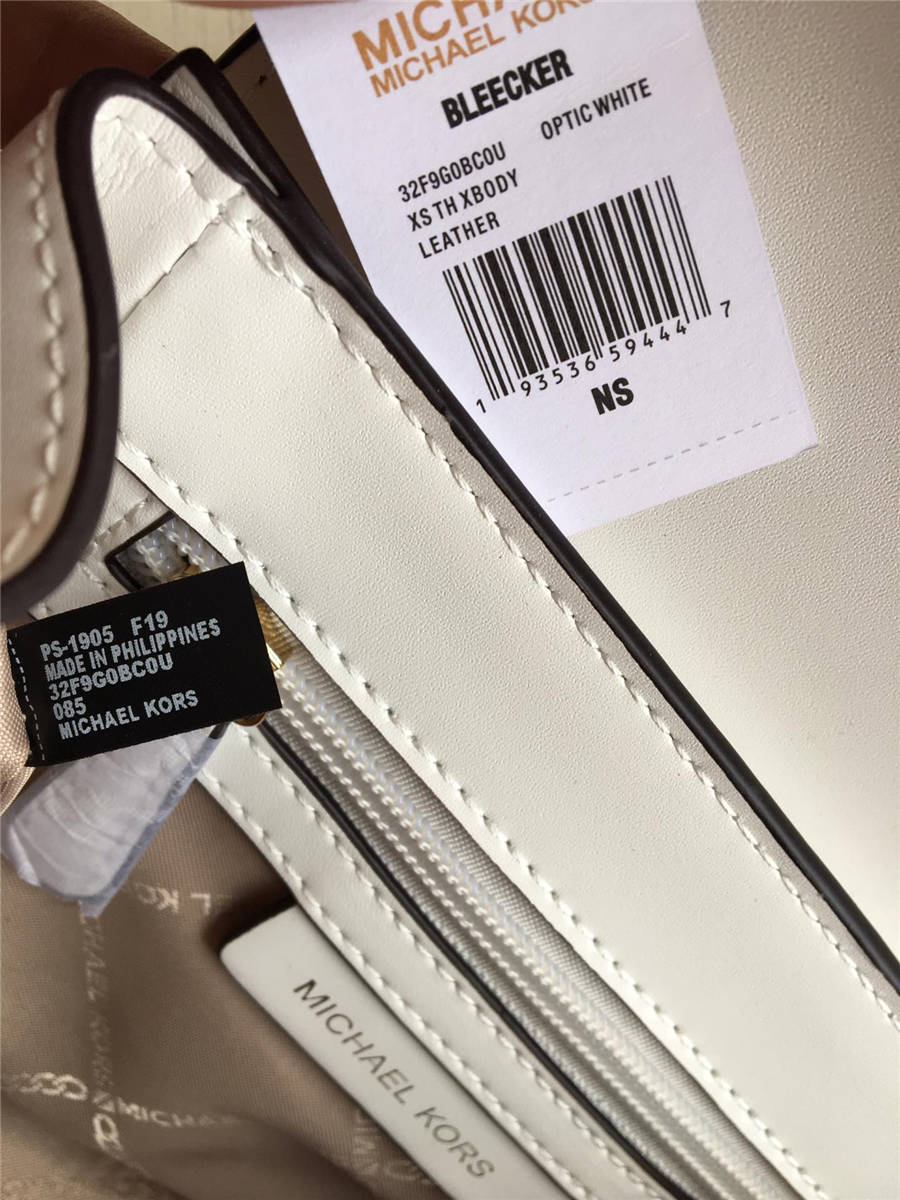 MICHAEL KORS
BLEECKER
OPTIC WHITE
32F9G0BC0U
XS TH XBODY
LEATHER
1 93536 59444 7
NS
PS-1905 F19
MADE IN PHILIPPINES
32F9G0BC0U
085
MICHAEL KORS
MICHAEL KORS